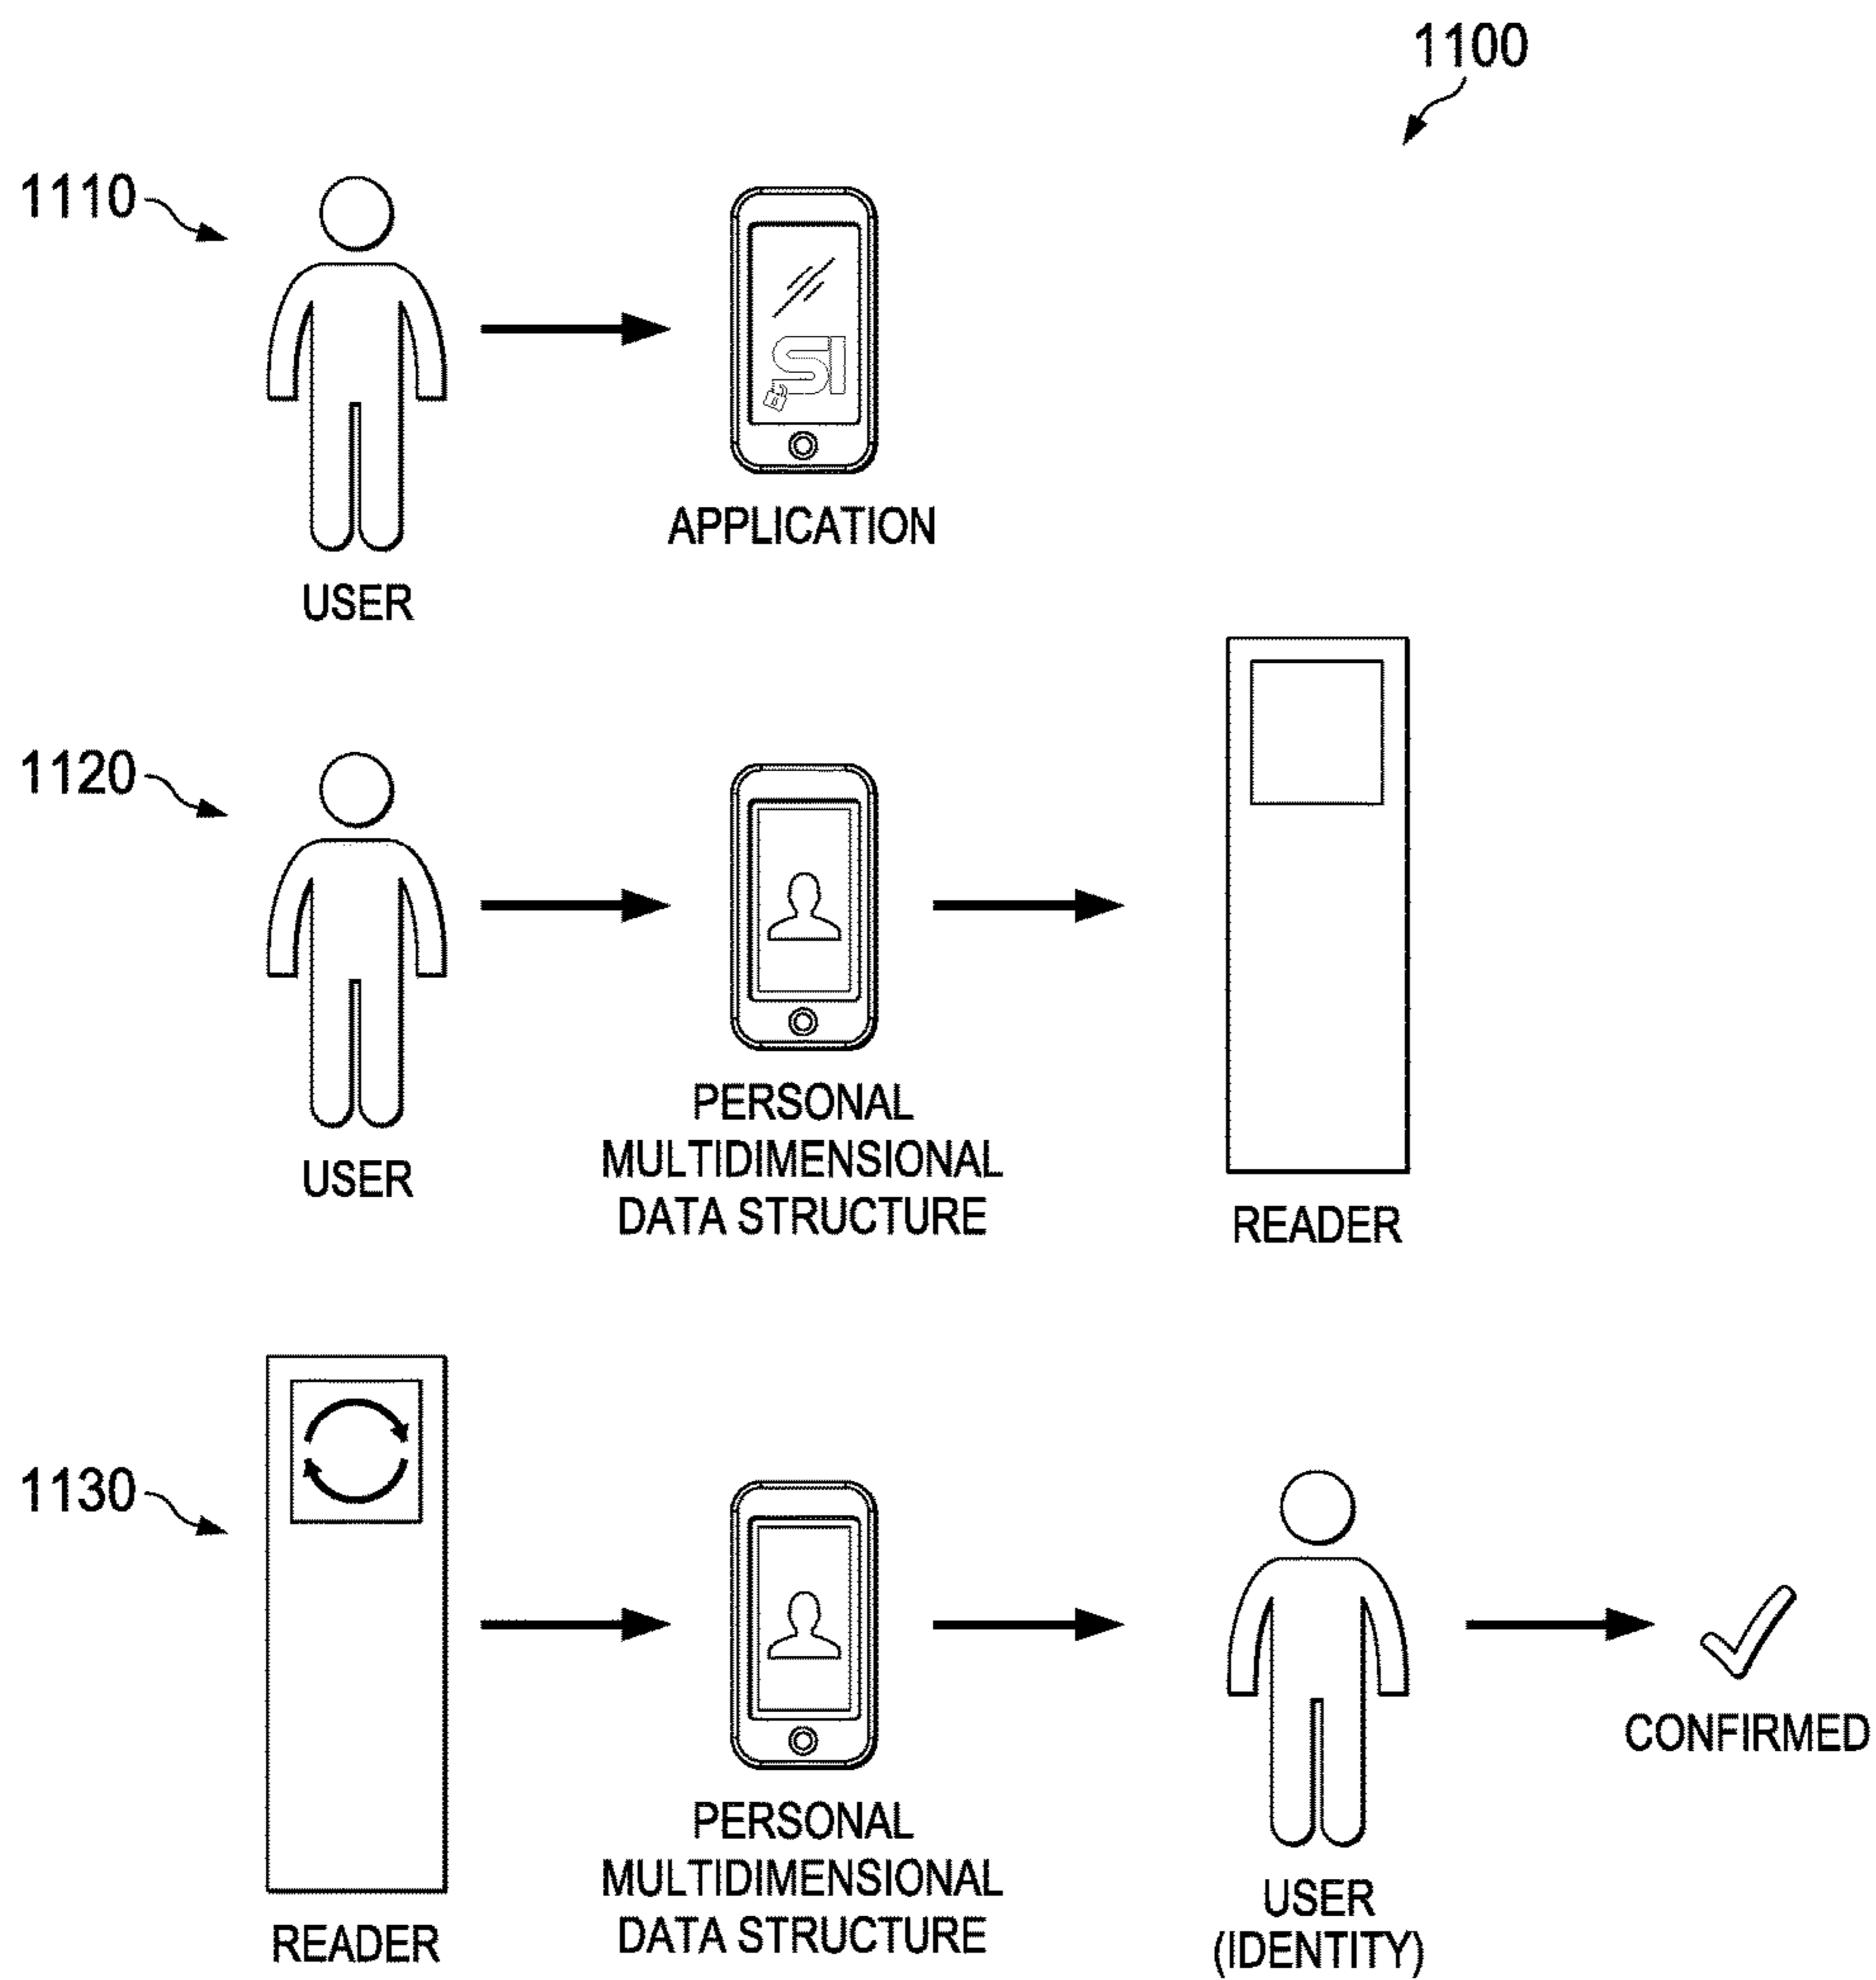 1100
1110
SI
APPLICATION
USER
1120
PERSONAL
MULTIDIMENSIONAL
DATA STRUCTURE
USER
READER
1130
CONFIRMED
PERSONAL
MULTIDIMENSIONAL
DATA STRUCTURE
USER
(IDENTITY)
READER